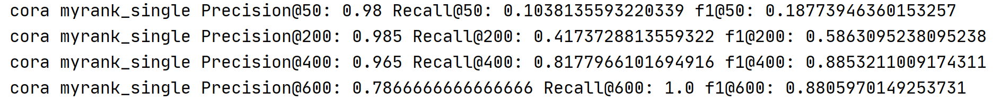 cora myrank_single Precision@50: 0.98 Recall@50: 0.1038135593220339 f1@50: 0.18773946360153257
cora myrank_single Precision@200: 0.985 Recall@200: 0.4173728813559322 f1@200: 0.5863095238095238
cora myrank_single Precision@400: 0.965 Recall@400: 0.8177966101694916 f1@400: 0.8853211009174311
cora myrank_single Precision@600: 0.7866666666666666 Recall@600: 1.0 f1@600: 0.8805970149253731